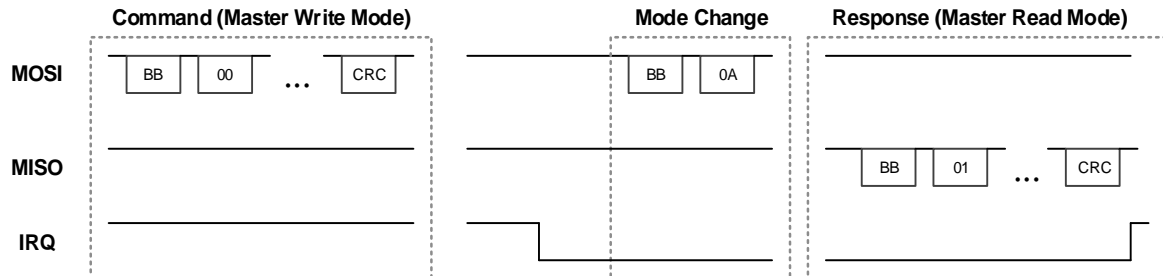 Command (Master Write Mode) Mode Change Response (Master Read Mode)
MOSI BB 00 ... CRC BB 0A
MISO BB 01 ... CRC
IRQ